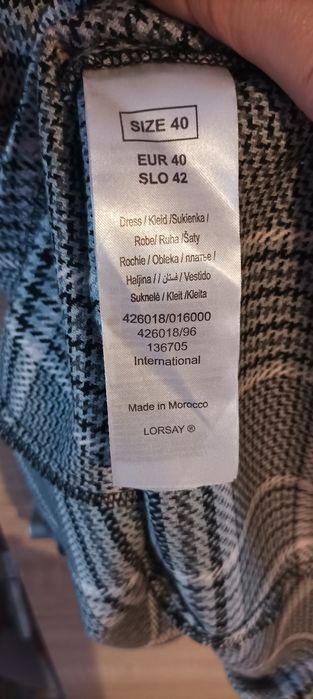 SIZE 40
EUR 40
SLO 42
Dress / Kleid /Sukienka /
Robe/ Ruha /Šaty
Rochie / Obleka / платье /
Haljina / / فستان / Vestido
Suknelė / Kleit /Kleita
426018/016000
426018/96
136705
International
Made in Morocco
LORSAY ®